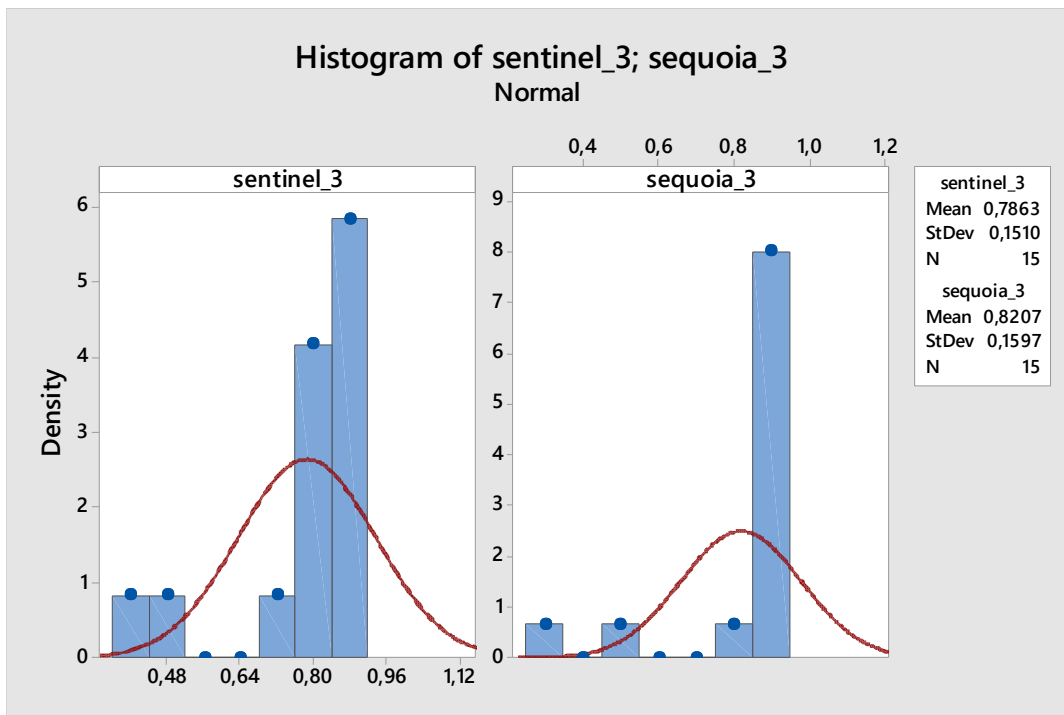 Histogram of sentinel_3; sequoia_3
Normal
0,4 0,6 0,8 1,0 1,2
sentinel_3
sequoia_3
6
5
4
3
2
1
0
Density
9
8
7
6
5
4
3
2
1
0
0,48 0,64 0,80 0,96 1,12
sentinel_3
Mean 0,7863
StDev 0,1510
N 15
sequoia_3
Mean 0,8207
StDev 0,1597
N 15